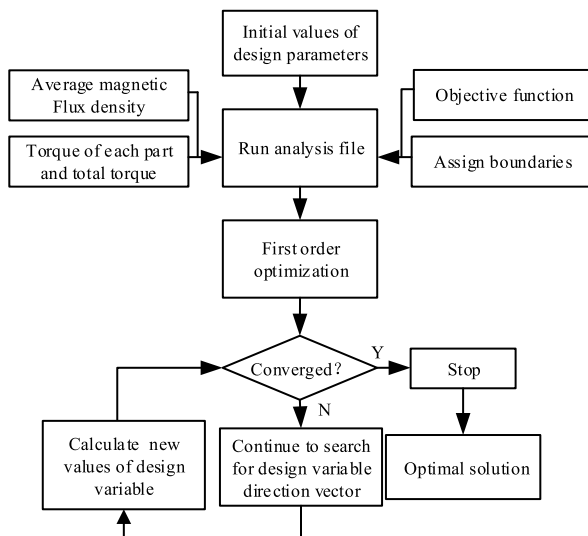 Initial values of
design parameters
Average magnetic
Flux density
Objective function
Run analysis file
Torque of each part
and total torque
Assign boundaries
First order
optimization
Converged?
Y
Stop
N
Calculate new
values of design
variable
Continue to search
for design variable
direction vector
Optimal solution